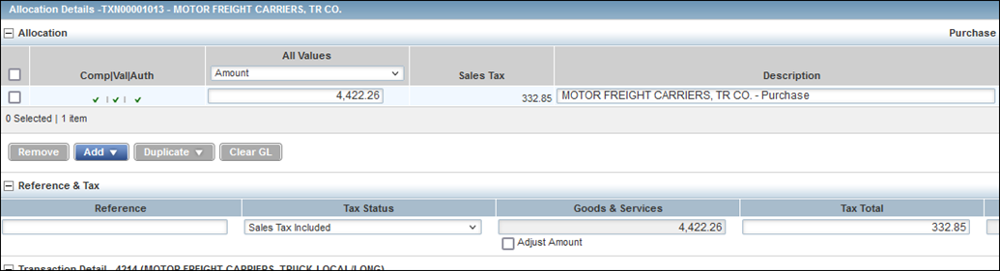 Allocation Details -TXN00001013 - MOTOR FREIGHT CARRIERS, TR CO.
Allocation Purchase
All Values
Comp|Val|Auth Amount Sales Tax Description
4,422.26 332.85 MOTOR FREIGHT CARRIERS, TR CO. - Purchase
0 Selected | 1 item
Remove Add Duplicate Clear GL
Reference & Tax
Reference Tax Status Goods & Services Tax Total
Sales Tax Included 4,422.26 332.85
Adjust Amount
Transaction Detail - 4214 (MOTOR FREIGHT CARRIERS, TRUCK-LOCAL/LONG)